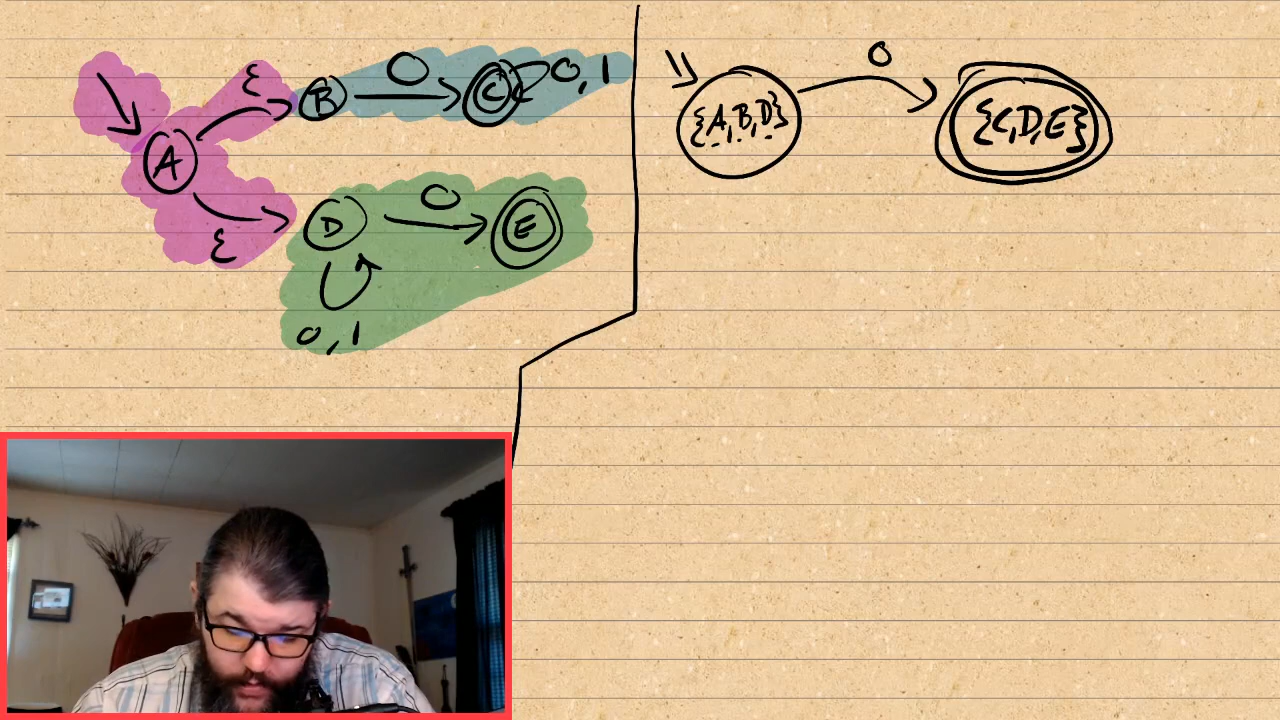 ε B 0 C 0,1
A
ε D 0 E
0,1
0
{A,B,D} {C,D,E}